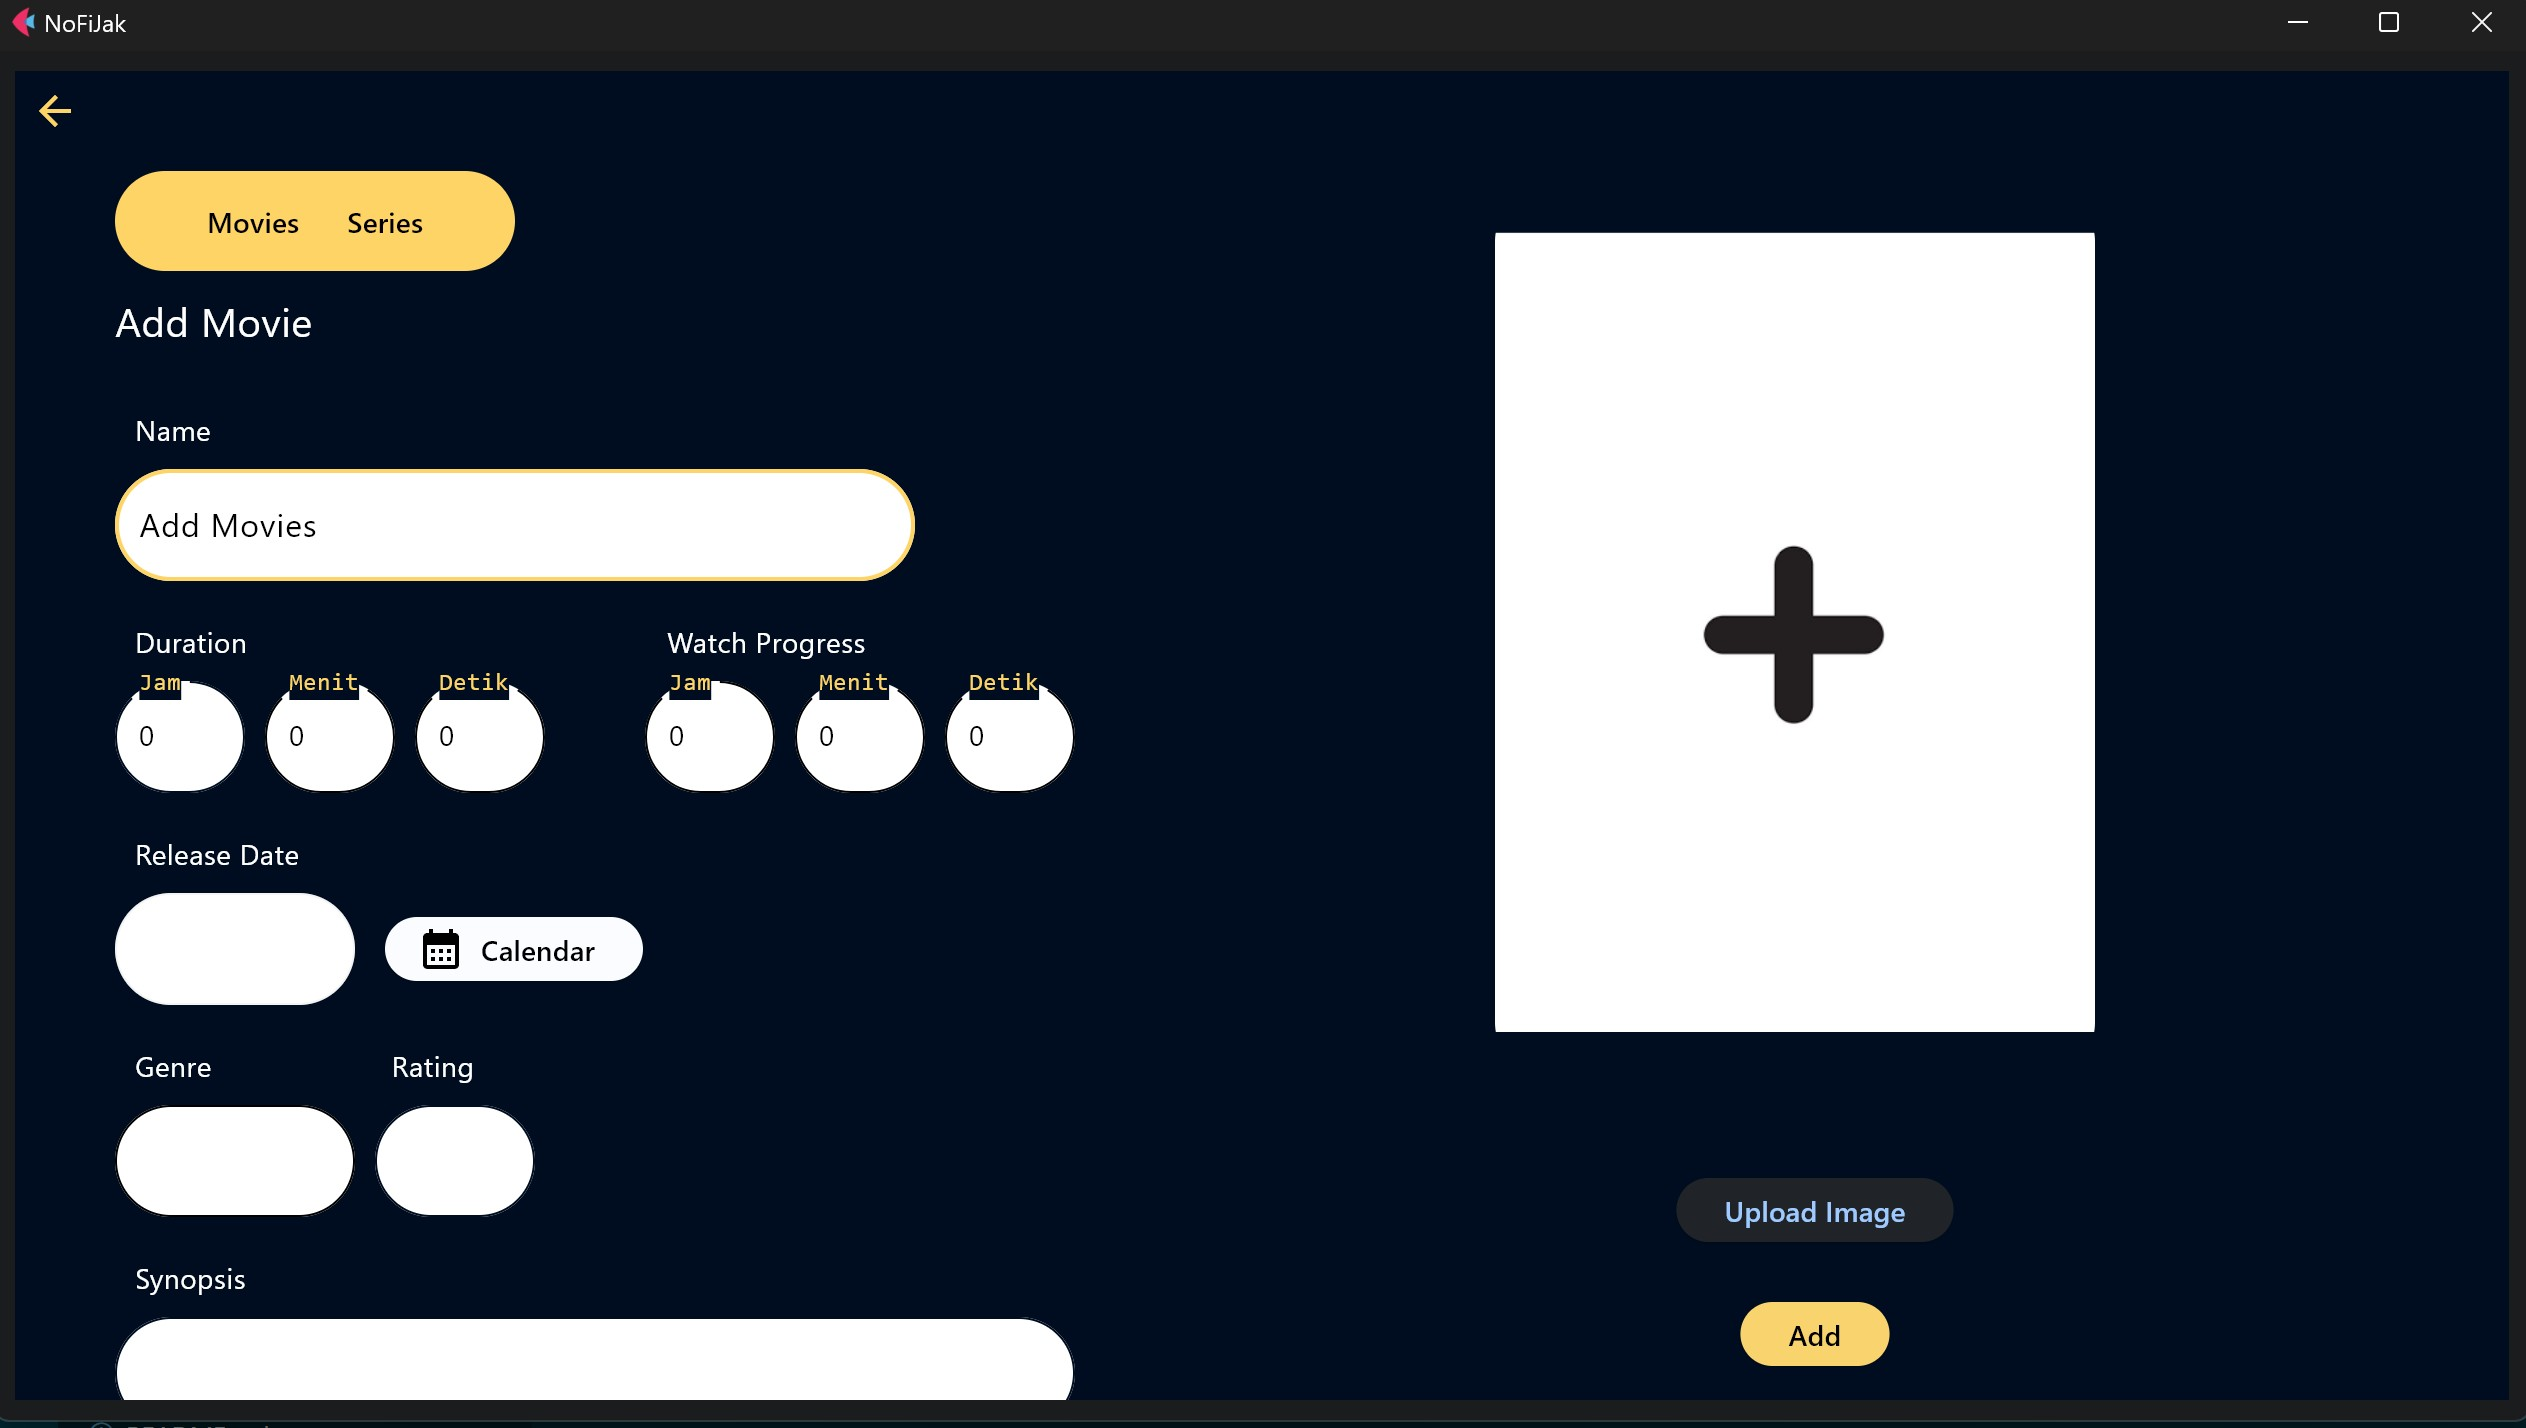 NoFiJak
Movies Series
Add Movie
Name
Add Movies
Duration
Jam Menit Detik
0 0 0
Watch Progress
Jam Menit Detik
0 0 0
Release Date
Calendar
Genre Rating
Synopsis
Upload Image
Add